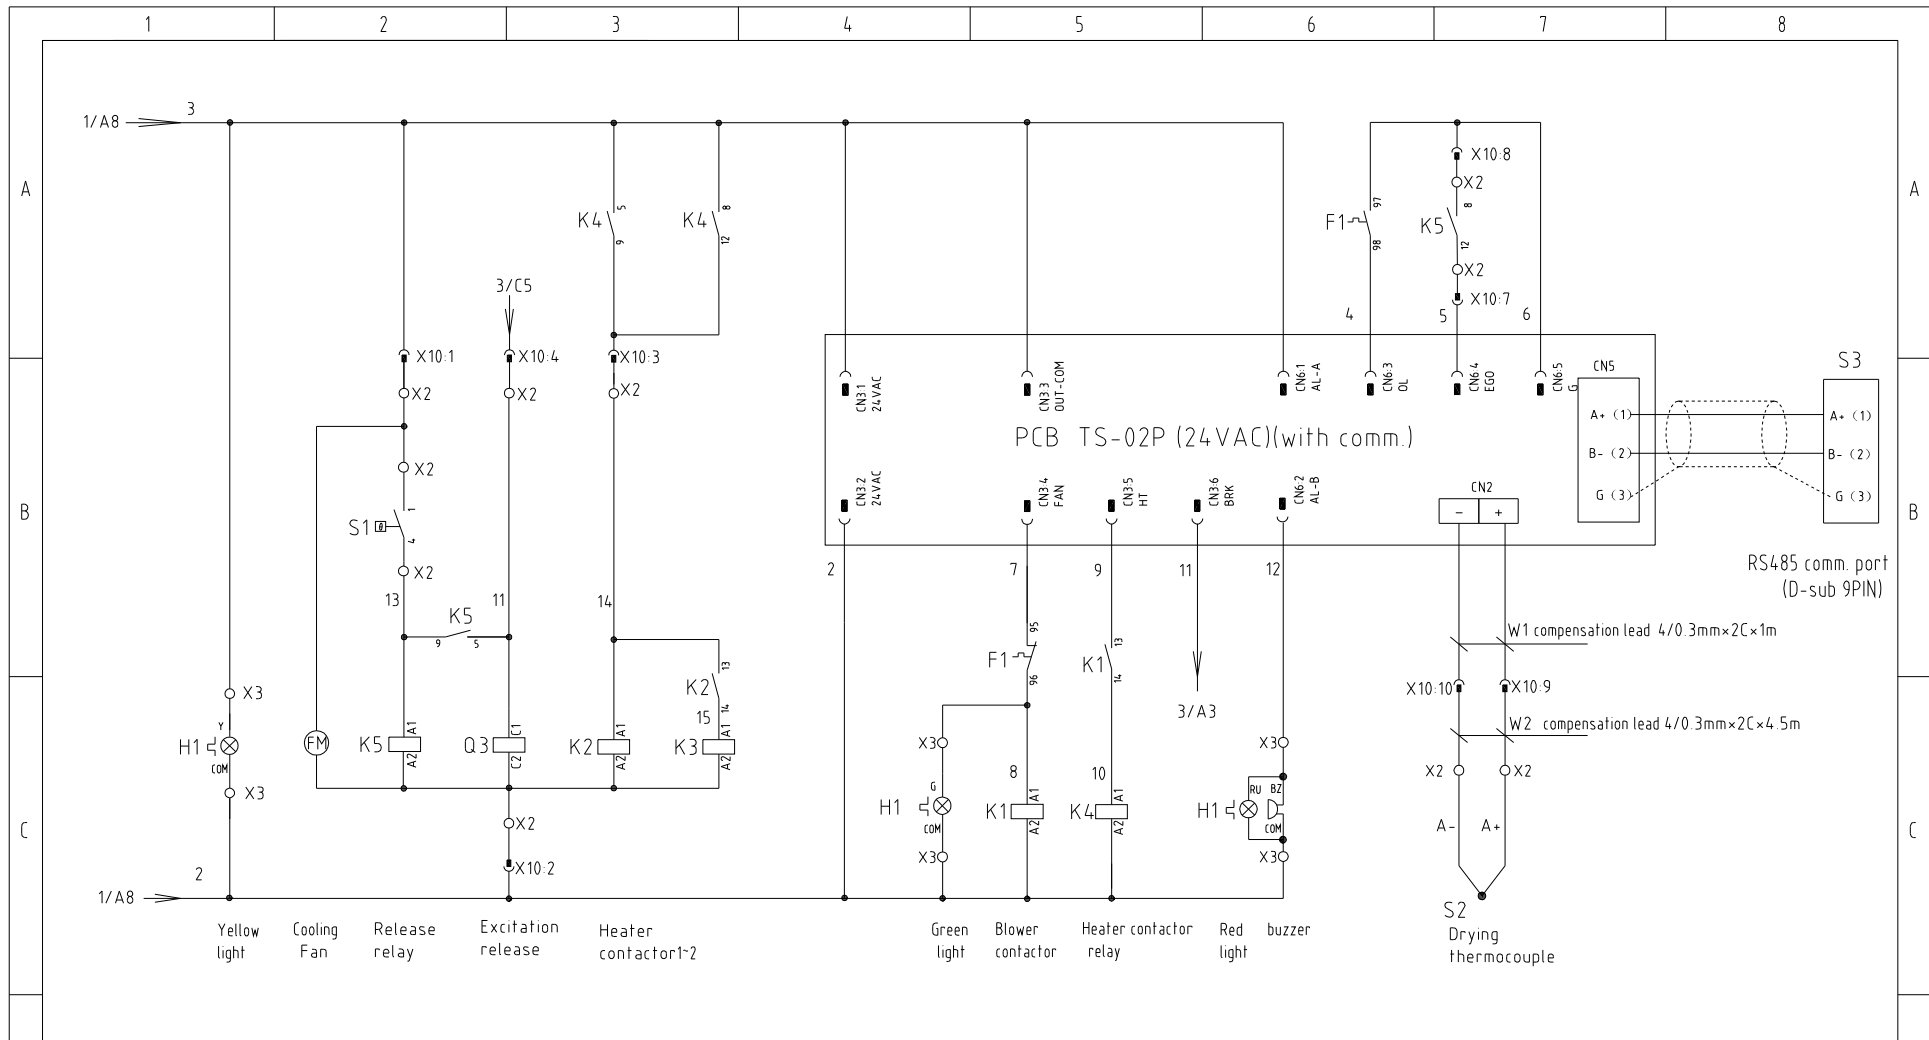 1 2 3 4 5 6 7 8
3
1/A8
X10:8
A A
X2
5 8 97 8
K4 K4 F1 K5
9 12 98 12
X2
3/C5
X10:7
4 5 6
X10:1 X10:4 X10:3
X2 X2 X2
CN3:1 24VAC
CN3:3 OUT-COM
CN6:1 AL-A
CN6:3 OL
CN6:4 EGO
CN6:5 G
CN5
S3
A+ (1) A+ (1)
PCB TS-02P (24VAC)(with comm.)
B- (2) B- (2)
G (3) G (3)
X2
CN3:2 24VAC
CN3:4 FAN
CN3:5 HT
CN3:6 BRK
CN6:2 AL-B
CN2
- +
B B
1
S1
4
X2
2 7 9 11 12
RS485 comm. port
(D-sub 9PIN)
13 11 14
K5
9 5
95 13
F1 K1
96 14
W1 compensation lead 4/0.3mm×2C×1m
13
K2
14
15
X3
X10:10 X10:9
3/A3
W2 compensation lead 4/0.3mm×2C×4.5m
Y
H1
COM
X3
FM
A1 C1 A1 A1
K5 Q3 K2 K3
A2 C2 A2 A2
X3 X3
X2 X2
8 10
G
H1
COM
X3
A1 A1
K1 K4
A2 A2
RU BZ
H1
COM
X3
X2
A- A+
C C
X10:2
2
1/A8
S2
Drying
thermocouple
Yellow
light
Cooling
Fan
Release
relay
Excitation
release
Heater
contactor1~2
Green
light
Blower
contactor
Heater contactor
relay
Red
light
buzzer